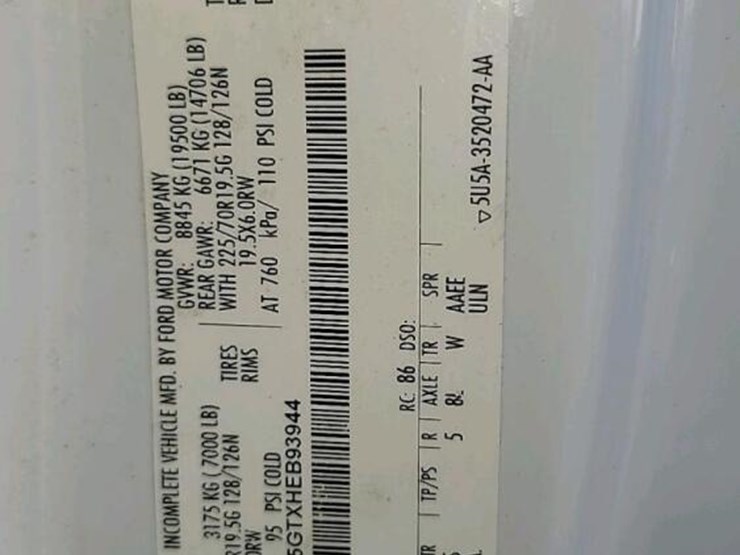 INCOMPLETE VEHICLE MFD. BY FORD MOTOR COMPANY
GVWR: 8845 KG (19500 LB)
3175 KG (7000 LB) REAR GAWR: 6671 KG (14706 LB)
R19.5G 128/126N TIRES WITH 225/70R19.5G 128/126N
0RW RIMS 19.5X6.0RW
95 PSI COLD AT 760 kPa/ 110 PSI COLD
5GTXHEB93944
RC: 86 DSO:
TR TP/PS R AXLE TR SPR
5 8L W AAEE
ULN
▽5U5A-3520472-AA